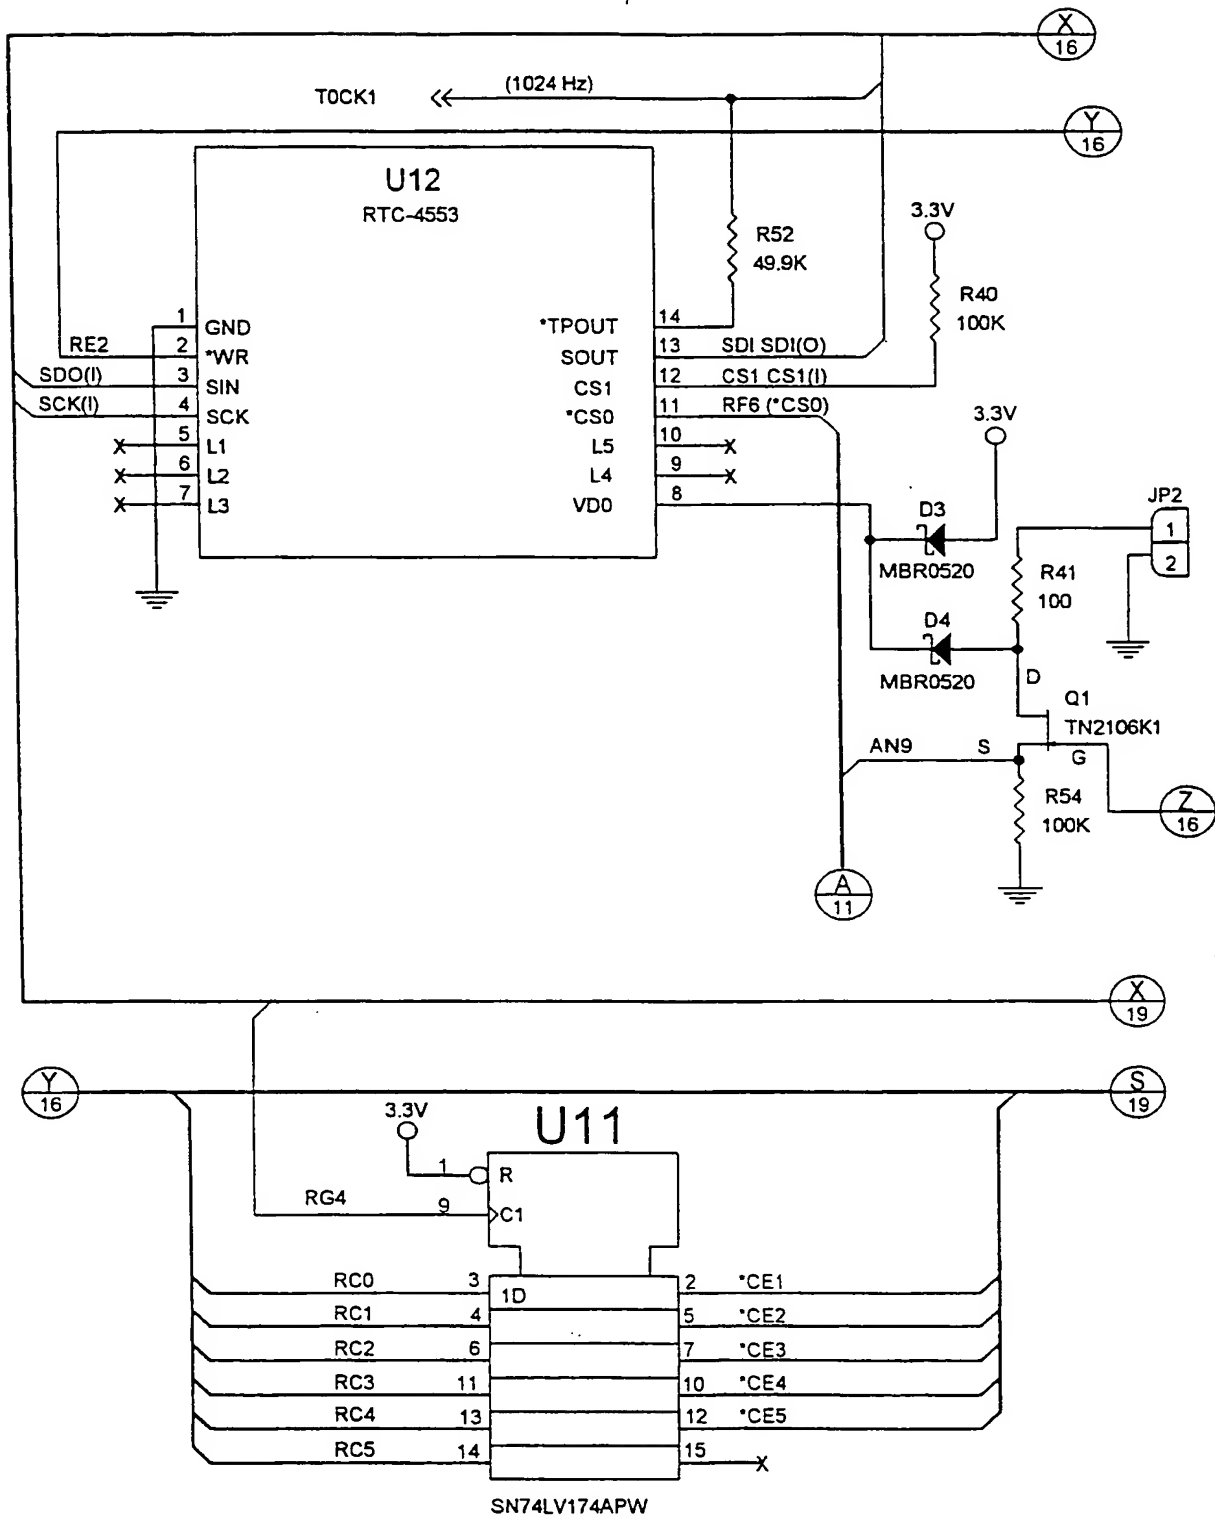 X
16
T0CK1
(1024 Hz)
Y
16
U12
RTC-4553
3.3V
R52
49.9K
R40
100K
1 GND
*TPOUT 14
RE2 2 *WR
SOUT 13 SDI SDI(O)
SDO(I) 3 SIN
CS1 12 CS1 CS1(I)
SCK(I) 4 SCK
*CS0 11 RF6 (*CS0)
X 5 L1
L5 10 X
X 6 L2
L4 9 X
X 7 L3
VD0 8
3.3V
D3
MBR0520
JP2
1
2
R41
100
D4
MBR0520
D
Q1
TN2106K1
AN9 S
G
R54
100K
Z
16
A
11
X
19
Y
16
S
19
3.3V
U11
1 R
RG4 9 C1
RC0 3 1D 2 *CE1
RC1 4 5 *CE2
RC2 6 7 *CE3
RC3 11 10 *CE4
RC4 13 12 *CE5
RC5 14 15 X
SN74LV174APW